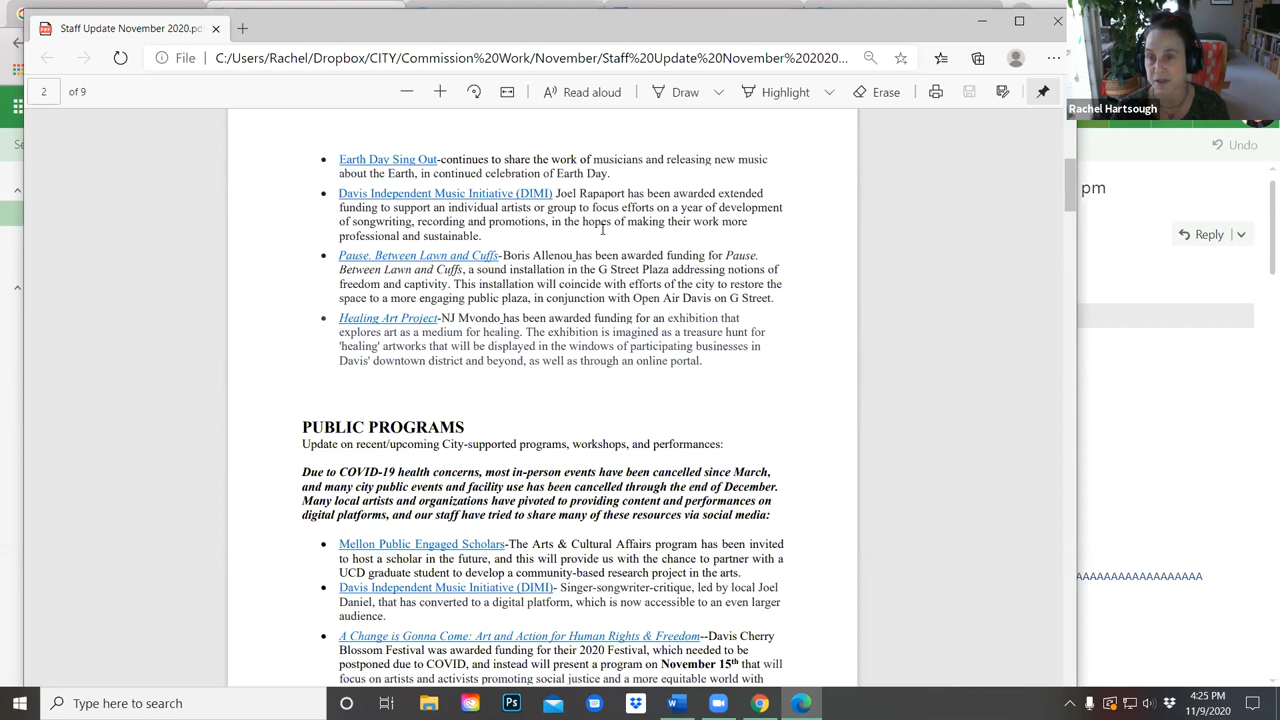 Staff Update November 2020.pd
File
C:/Users/Rachel/Dropbox/CITY/Commission%20Work/November/Staff%20Update%20November%202020...
Rachel Hartsough
2 of 9
Read aloud
Draw
Highlight
Erase
Undo
pm
Reply
Earth Day Sing Out-continues to share the work of musicians and releasing new music
about the Earth, in continued celebration of Earth Day.
Davis Independent Music Initiative (DIMI) Joel Rapaport has been awarded extended
funding to support an individual artists or group to focus efforts on a year of development
of songwriting, recording and promotions, in the hopes of making their work more
professional and sustainable.
Pause. Between Lawn and Cuffs-Boris Allenou has been awarded funding for Pause.
Between Lawn and Cuffs, a sound installation in the G Street Plaza addressing notions of
freedom and captivity. This installation will coincide with efforts of the city to restore the
space to a more engaging public plaza, in conjunction with Open Air Davis on G Street.
Healing Art Project-NJ Mvondo has been awarded funding for an exhibition that
explores art as a medium for healing. The exhibition is imagined as a treasure hunt for
'healing' artworks that will be displayed in the windows of participating businesses in
Davis' downtown district and beyond, as well as through an online portal.
PUBLIC PROGRAMS
Update on recent/upcoming City-supported programs, workshops, and performances:
Due to COVID-19 health concerns, most in-person events have been cancelled since March,
and many city public events and facility use has been cancelled through the end of December.
Many local artists and organizations have pivoted to providing content and performances on
digital platforms, and our staff have tried to share many of these resources via social media:
Mellon Public Engaged Scholars-The Arts & Cultural Affairs program has been invited
to host a scholar in the future, and this will provide us with the chance to partner with a
UCD graduate student to develop a community-based research project in the arts.
AAAAAAAAAAAAAAAAAA
Davis Independent Music Initiative (DIMI)- Singer-songwriter-critique, led by local Joel
Daniel, that has converted to a digital platform, which is now accessible to an even larger
audience.
A Change is Gonna Come: Art and Action for Human Rights & Freedom--Davis Cherry
Blossom Festival was awarded funding for their 2020 Festival, which needed to be
postponed due to COVID, and instead will present a program on November 15th that will
focus on artists and activists promoting social justice and a more equitable world with
Type here to search
4:25 PM
11/9/2020